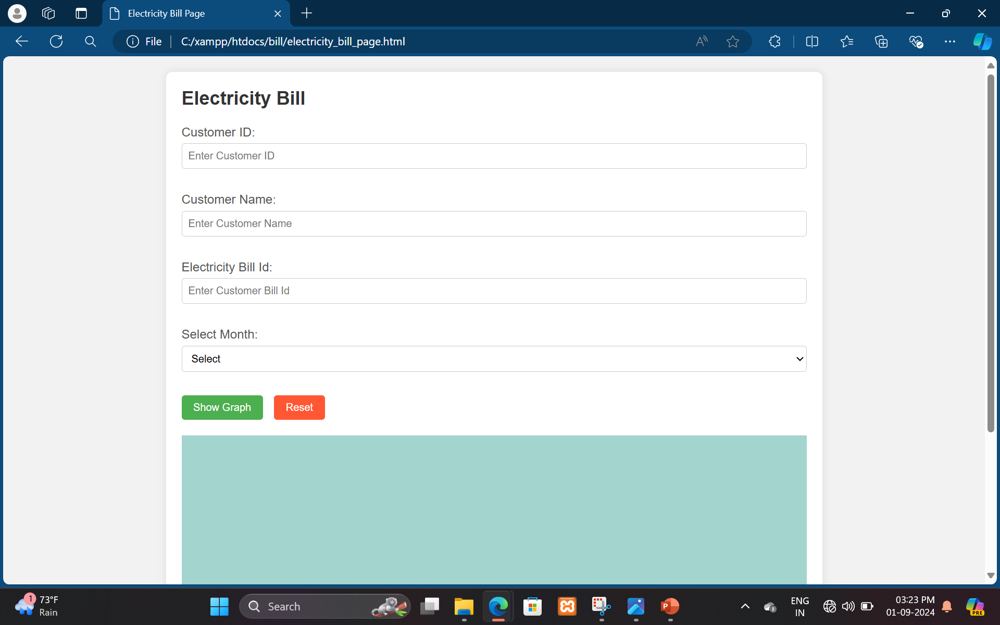 Electricity Bill Page
File
C:/xampp/htdocs/bill/electricity_bill_page.html
Electricity Bill
Customer ID:
Enter Customer ID
Customer Name:
Enter Customer Name
Electricity Bill Id:
Enter Customer Bill Id
Select Month:
Select
Show Graph
Reset
1
73°F
Rain
Search
P
ENG
IN
03:23 PM
01-09-2024
PRE